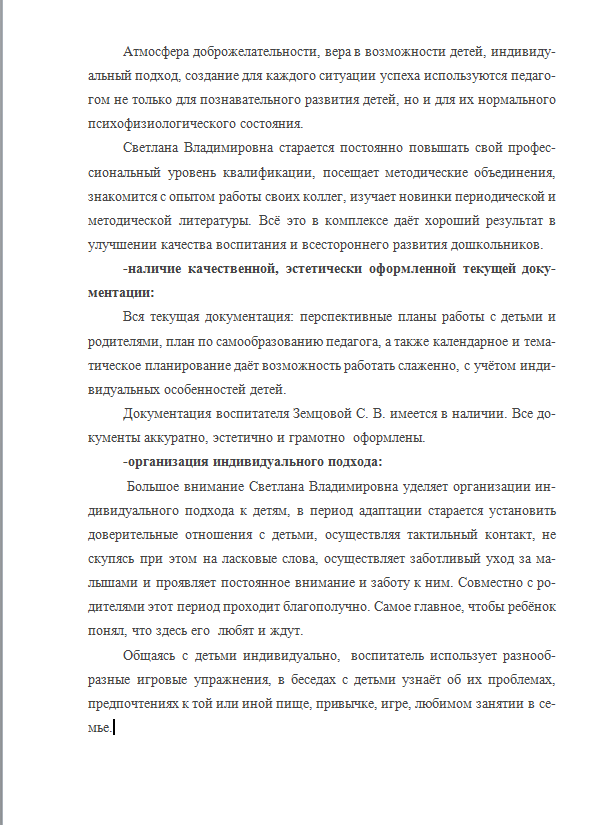 Атмосфера доброжелательности, вера в возможности детей, индивиду-
альный подход, создание для каждого ситуации успеха используются педаго-
гом не только для познавательного развития детей, но и для их нормального
психофизиологического состояния.
Светлана Владимировна старается постоянно повышать свой профес-
сиональный уровень квалификации, посещает методические объединения,
знакомится с опытом работы своих коллег, изучает новинки периодической и
методической литературы. Всё это в комплексе даёт хороший результат в
улучшении качества воспитания и всестороннего развития дошкольников.
-наличие качественной, эстетически оформленной текущей доку-
ментации:
Вся текущая документация: перспективные планы работы с детьми и
родителями, план по самообразованию педагога, а также календарное и тема-
тическое планирование даёт возможность работать слаженно, с учётом инди-
видуальных особенностей детей.
Документация воспитателя Земцовой С. В. имеется в наличии. Все до-
кументы аккуратно, эстетично и грамотно  оформлены.
-организация индивидуального подхода:
Большое внимание Светлана Владимировна уделяет организации ин-
дивидуального подхода к детям, в период адаптации старается установить
доверительные отношения с детьми, осуществляя тактильный контакт, не
скупясь при этом на ласковые слова, осуществляет заботливый уход за ма-
лышами и проявляет постоянное внимание и заботу к ним. Совместно с ро-
дителями этот период проходит благополучно. Самое главное, чтобы ребёнок
понял, что здесь его  любят и ждут.
Общаясь с детьми индивидуально,  воспитатель использует разнооб-
разные игровые упражнения, в беседах с детьми узнаёт об их проблемах,
предпочтениях к той или иной пище, привычке, игре, любимом занятии в се-
мье.